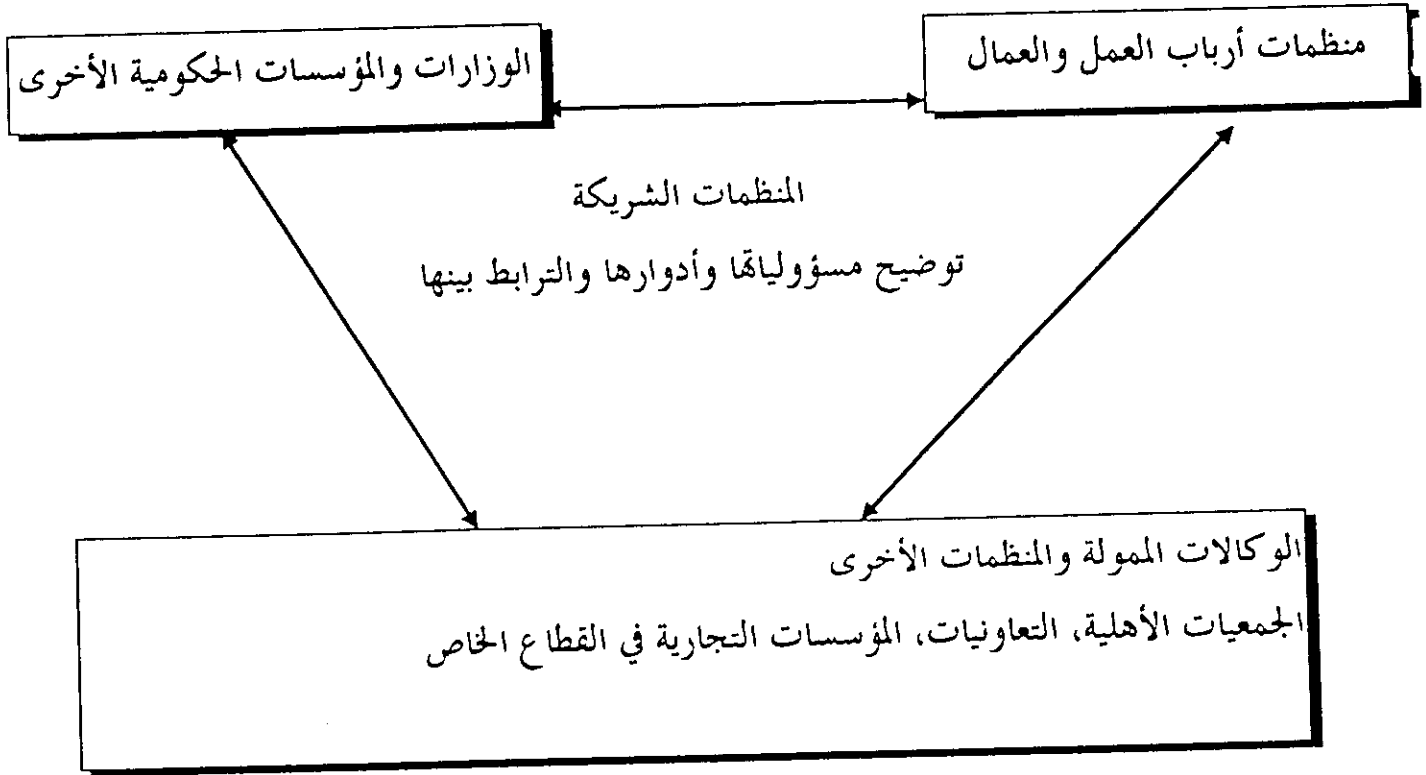 منظمات أرباب العمل والعمال
الوزارات والمؤسسات الحكومية الأخرى
المنظمات الشريكة
توضيح مسؤولياتها وأدوارها والترابط بينها
الوكالات الممولة والمنظمات الأخرى
الجمعيات الأهلية، التعاونيات، المؤسسات التجارية في القطاع الخاص